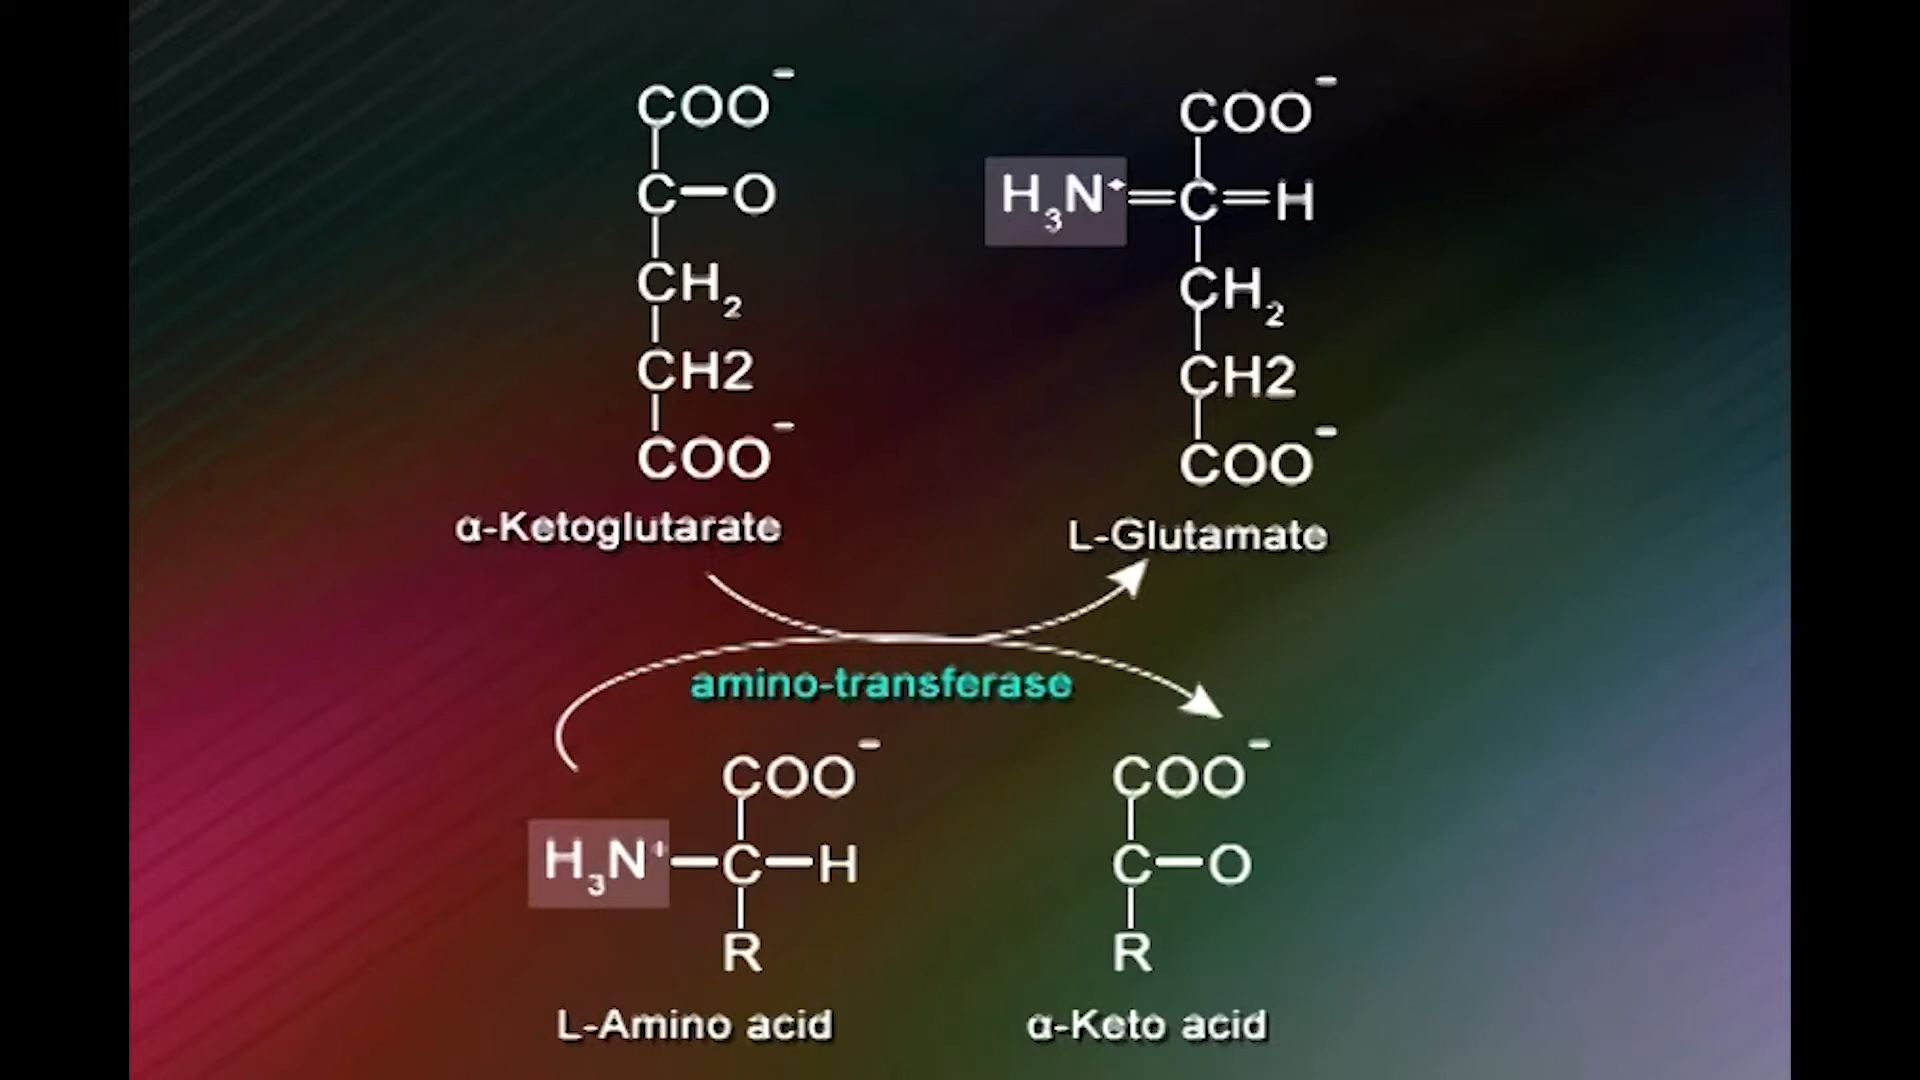 COO⁻
C—O
CH₂
CH2
COO⁻
α-Ketoglutarate
COO⁻
H₃N⁺=C=H
CH₂
CH2
COO⁻
L-Glutamate
amino-transferase
COO⁻
H₃N⁺—C—H
R
L-Amino acid
COO⁻
C—O
R
α-Keto acid